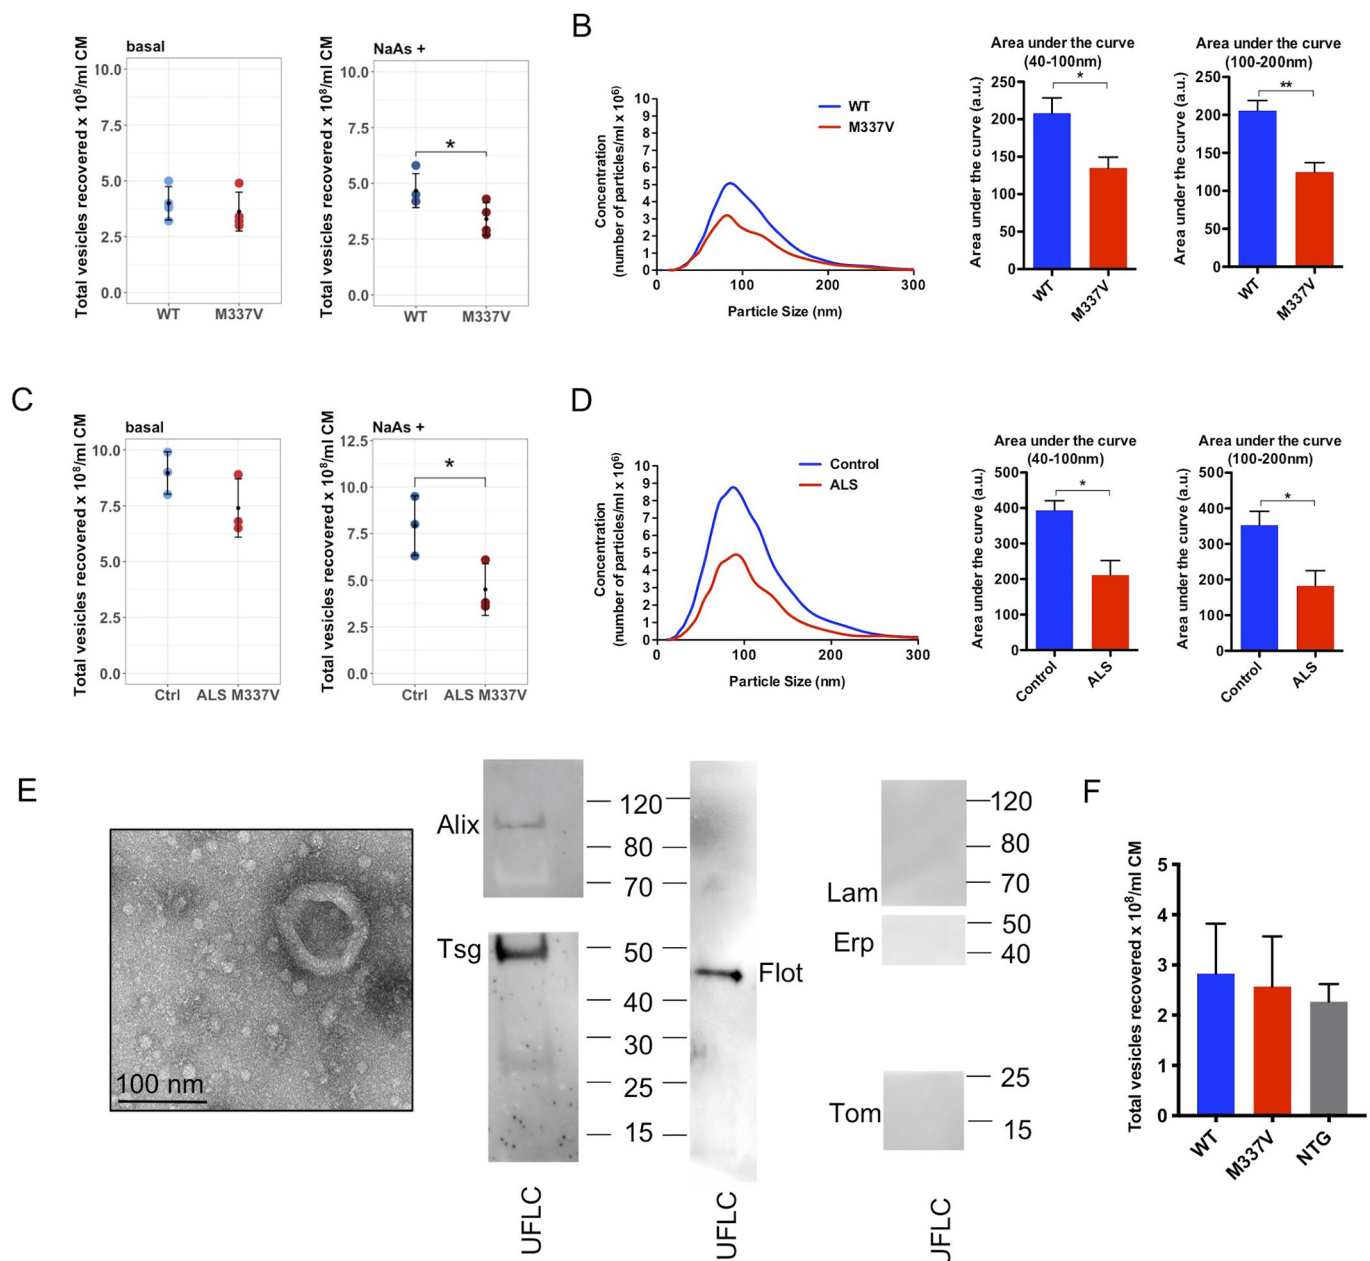 Total vesicles recovered x 10⁸/ml CM
basal
10.0
7.5
5.0
2.5
0.0
WT
M337V
Total vesicles recovered x 10⁸/ml CM
NaAs +
10.0
7.5
5.0
2.5
0.0
*
WT
M337V
B
Concentration
(number of particles/ml x 10⁶)
10
9
8
7
6
5
4
3
2
1
0
0
100
200
300
Particle Size (nm)
WT
M337V
Area under the curve
(40-100nm)
Area under the curve (a.u.)
250
200
150
100
50
0
*
WT
M337V
Area under the curve
(100-200nm)
Area under the curve (a.u.)
250
200
150
100
50
0
**
WT
M337V
C
Total vesicles recovered x 10⁸/ml CM
basal
10.0
7.5
5.0
2.5
0.0
Ctrl
ALS M337V
Total vesicles recovered x 10⁸/ml CM
NaAs +
12.5
10.0
7.5
5.0
2.5
0.0
*
Ctrl
ALS M337V
D
Concentration
(number of particles/ml x 10⁶)
10
9
8
7
6
5
4
3
2
1
0
0
100
200
300
Particle Size (nm)
Control
ALS
Area under the curve
(40-100nm)
Area under the curve (a.u.)
500
400
300
200
100
0
*
Control
ALS
Area under the curve
(100-200nm)
Area under the curve (a.u.)
500
400
300
200
100
0
*
Control
ALS
E
100 nm
Alix
Tsg
120
80
70
50
40
30
25
15
Flot
UFLC
UFLC
Lam
Erp
Tom
120
80
70
50
40
25
15
UFLC
F
Total vesicles recovered x 10⁸/ml CM
5
4
3
2
1
0
WT
M337V
NTG